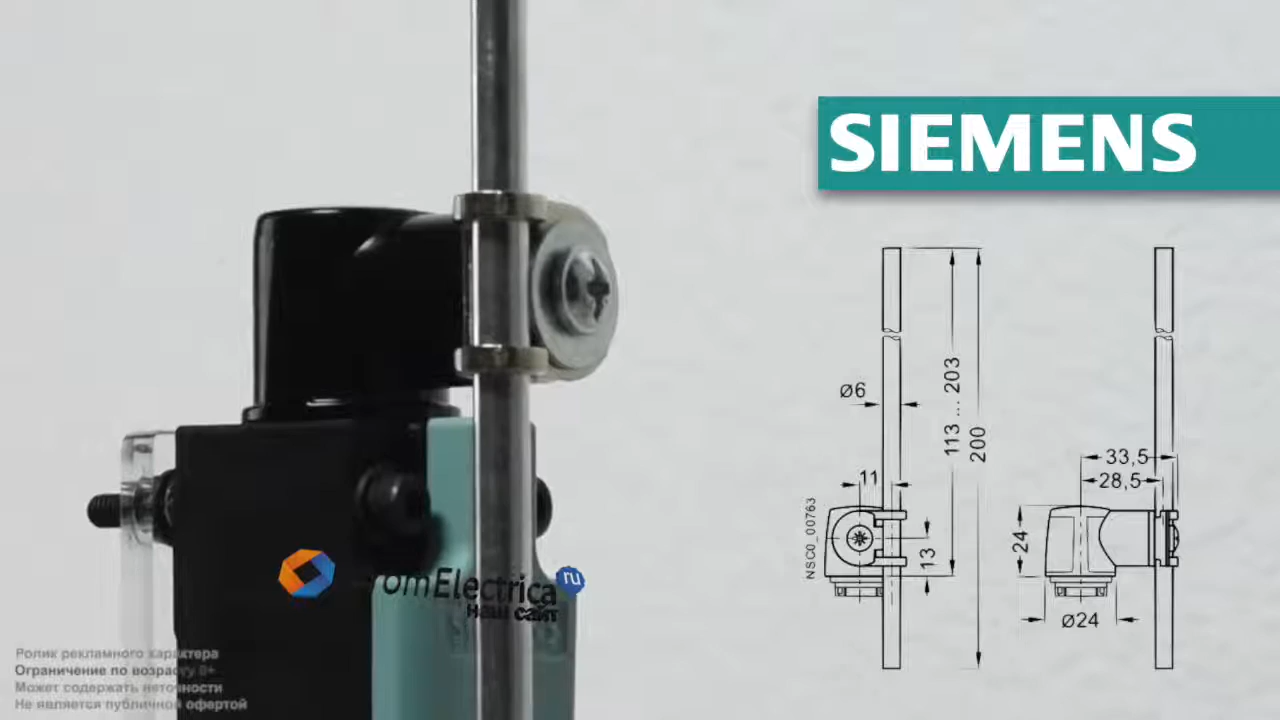 SIEMENS
Ø6
113 ... 203
200
33,5
28,5
11
NSC0_00763
24
13
Ø24
romElectrica
ru
наш сайт
Ролик рекламного характера
Ограничение по возрасту 0+
Может содержать неточности
Не является публичной офертой